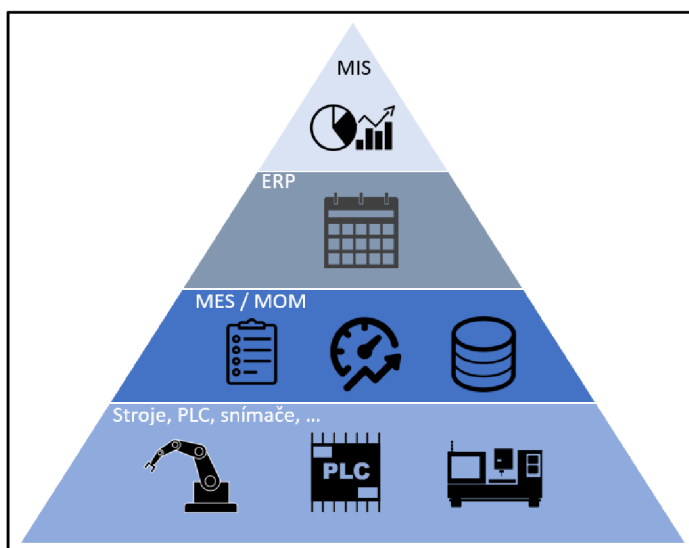 MIS
ERP
MES / MOM
Stroje, PLC, snímače, ...
PLC